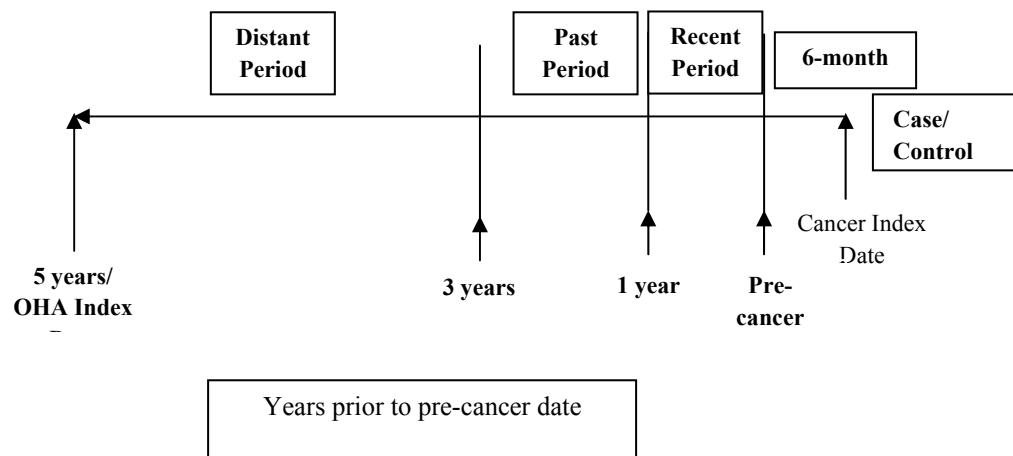 Distant
Period
Past
Period
Recent
Period
6-month
Case/
Control
Cancer Index
Date
5 years/
OHA Index
3 years
1 year
Pre-
cancer
Years prior to pre-cancer date